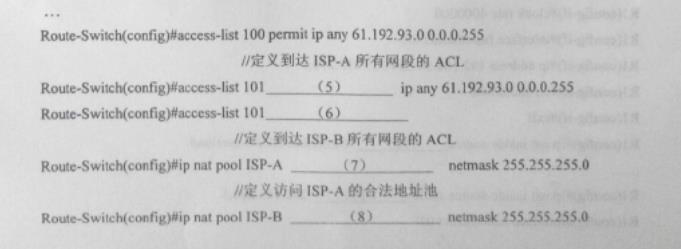 ...
Route-Switch(config)#access-list 100 permit ip any 61.192.93.0 0.0.0.255
//定义到达 ISP-A 所有网段的 ACL
Route-Switch(config)#access-list 101 (5) ip any 61.192.93.0 0.0.0.255
Route-Switch(config)#access-list 101 (6)
//定义到达 ISP-B 所有网段的 ACL
Route-Switch(config)#ip nat pool ISP-A (7) netmask 255.255.255.0
//定义访问 ISP-A 的合法地址池
Route-Switch(config)#ip nat pool ISP-B (8) netmask 255.255.255.0